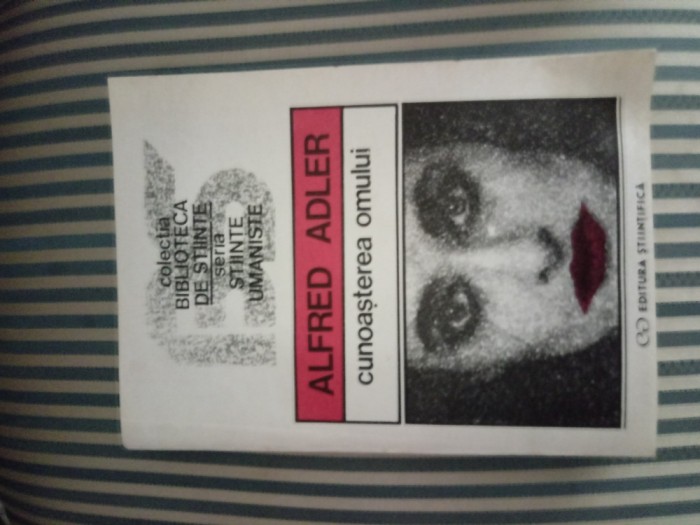 colecția
BIBLIOTECA
DE ȘTIINȚE
seria
ȘTIINȚE
UMANISTE
ALFRED ADLER
cunoașterea omului
EDITURA ȘTIINȚIFICĂ